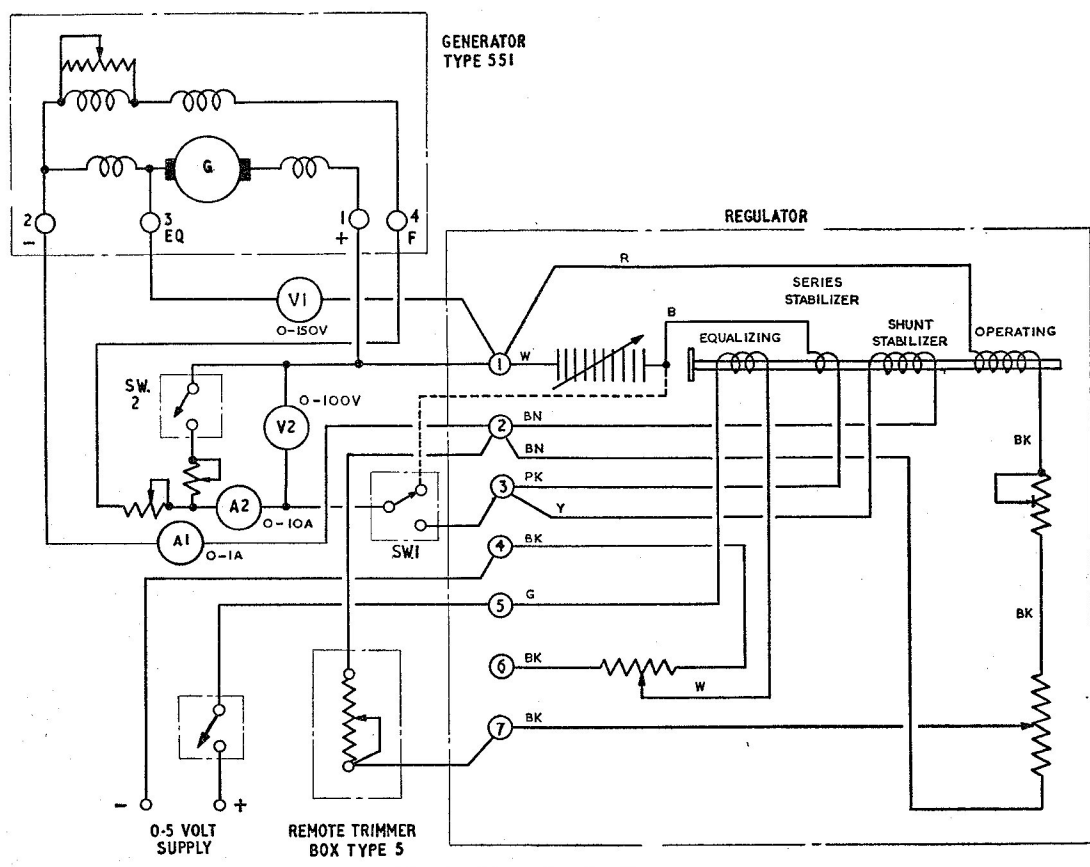 GENERATOR
TYPE 551
G
2
-
3
EQ
1
+
4
F
REGULATOR
R
V1
0-150V
SERIES
STABILIZER
B
EQUALIZING
SHUNT
STABILIZER
OPERATING
1
W
SW.
2
0-100V
V2
2
BN
BN
BK
3
PK
Y
A2
0-10A
A1
0-1A
SW.1
4
BK
5
G
BK
6
BK
W
7
BK
-
+
0-5 VOLT
SUPPLY
REMOTE TRIMMER
BOX TYPE 5